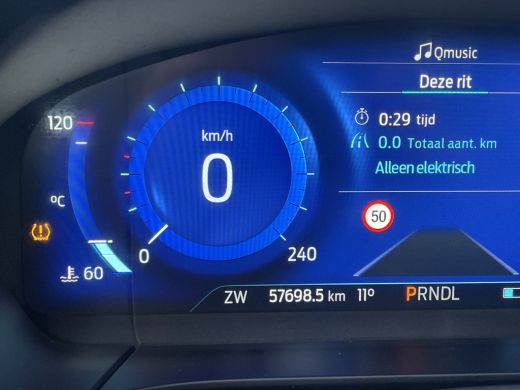 Qmusic
Deze rit
0:29 tijd
0.0 Totaal aant. km
Alleen elektrisch
120
km/h
0
°C
50
60
0
240
ZW 57698.5 km 11° PRNDL